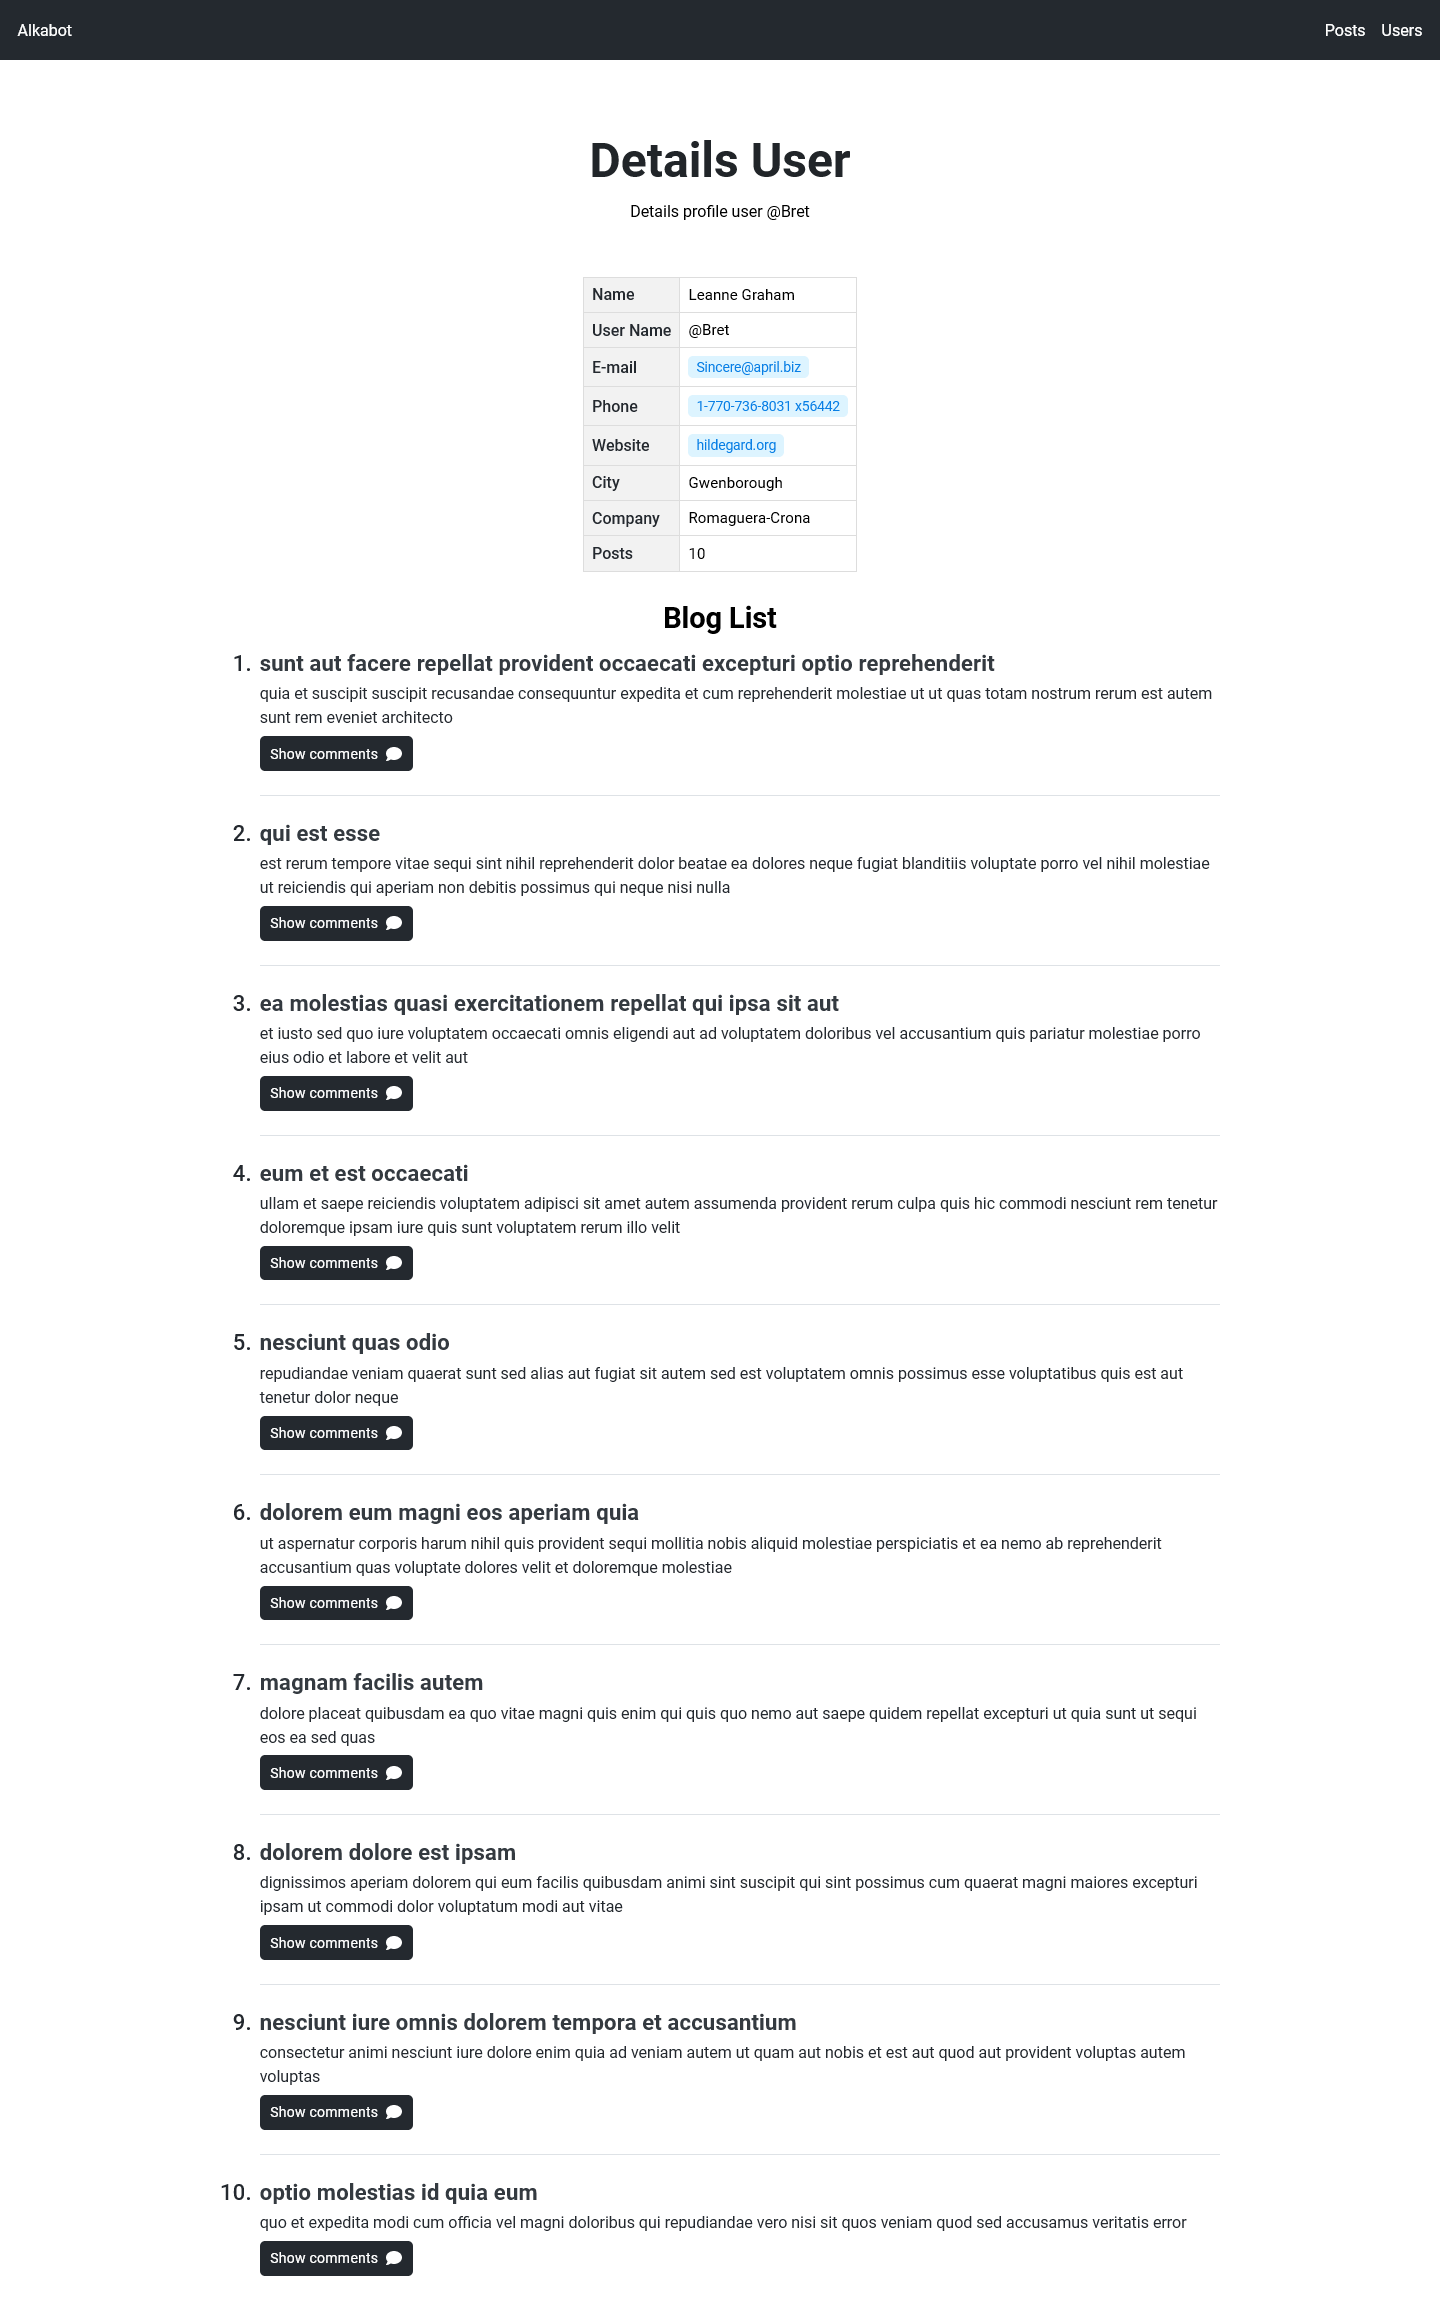 Alkabot
Posts Users
Details User
Details profile user @Bret
Name Leanne Graham
User Name @Bret
E-mail Sincere@april.biz
Phone 1-770-736-8031 x56442
Website hildegard.org
City Gwenborough
Company Romaguera-Crona
Posts 10
Blog List
1. sunt aut facere repellat provident occaecati excepturi optio reprehenderit
quia et suscipit suscipit recusandae consequuntur expedita et cum reprehenderit molestiae ut ut quas totam nostrum rerum est autem
sunt rem eveniet architecto
Show comments
2. qui est esse
est rerum tempore vitae sequi sint nihil reprehenderit dolor beatae ea dolores neque fugiat blanditiis voluptate porro vel nihil molestiae
ut reiciendis qui aperiam non debitis possimus qui neque nisi nulla
Show comments
3. ea molestias quasi exercitationem repellat qui ipsa sit aut
et iusto sed quo iure voluptatem occaecati omnis eligendi aut ad voluptatem doloribus vel accusantium quis pariatur molestiae porro
eius odio et labore et velit aut
Show comments
4. eum et est occaecati
ullam et saepe reiciendis voluptatem adipisci sit amet autem assumenda provident rerum culpa quis hic commodi nesciunt rem tenetur
doloremque ipsam iure quis sunt voluptatem rerum illo velit
Show comments
5. nesciunt quas odio
repudiandae veniam quaerat sunt sed alias aut fugiat sit autem sed est voluptatem omnis possimus esse voluptatibus quis est aut
tenetur dolor neque
Show comments
6. dolorem eum magni eos aperiam quia
ut aspernatur corporis harum nihil quis provident sequi mollitia nobis aliquid molestiae perspiciatis et ea nemo ab reprehenderit
accusantium quas voluptate dolores velit et doloremque molestiae
Show comments
7. magnam facilis autem
dolore placeat quibusdam ea quo vitae magni quis enim qui quis quo nemo aut saepe quidem repellat excepturi ut quia sunt ut sequi
eos ea sed quas
Show comments
8. dolorem dolore est ipsam
dignissimos aperiam dolorem qui eum facilis quibusdam animi sint suscipit qui sint possimus cum quaerat magni maiores excepturi
ipsam ut commodi dolor voluptatum modi aut vitae
Show comments
9. nesciunt iure omnis dolorem tempora et accusantium
consectetur animi nesciunt iure dolore enim quia ad veniam autem ut quam aut nobis et est aut quod aut provident voluptas autem
voluptas
Show comments
10. optio molestias id quia eum
quo et expedita modi cum officia vel magni doloribus qui repudiandae vero nisi sit quos veniam quod sed accusamus veritatis error
Show comments